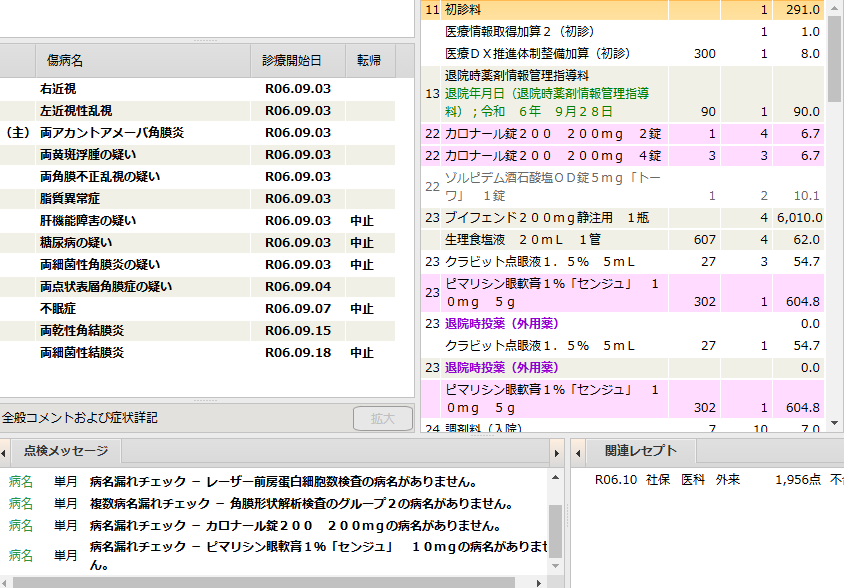 傷病名 診療開始日 転帰
右近視 R06.09.03
左近視性乱視 R06.09.03
（主） 両アカントアメーバ角膜炎 R06.09.03
両黄斑浮腫の疑い R06.09.03
両角膜不正乱視の疑い R06.09.03
脂質異常症 R06.09.03
肝機能障害の疑い R06.09.03 中止
糖尿病の疑い R06.09.03 中止
両細菌性角膜炎の疑い R06.09.03 中止
両点状表層角膜症の疑い R06.09.04
不眠症 R06.09.07 中止
両乾性角結膜炎 R06.09.15
両細菌性結膜炎 R06.09.18 中止
全般コメントおよび症状詳記 拡大
11 初診料 1 291.0
医療情報取得加算２（初診） 1 1.0
医療ＤＸ推進体制整備加算（初診） 300 1 8.0
退院時薬剤情報管理指導料
13 退院年月日（退院時薬剤情報管理指導
料）；令和　６年　９月２８日 90 1 90.0
22 カロナール錠２００　２００ｍｇ　２錠 1 4 6.7
22 カロナール錠２００　２００ｍｇ　４錠 3 3 6.7
22 ゾルピデム酒石酸塩ＯＤ錠５ｍｇ「トー
ワ」　１錠 1 2 10.1
23 ブイフェンド２００ｍｇ静注用　１瓶 4 6,010.0
生理食塩液　２０ｍＬ　１管 607 4 62.0
23 クラビット点眼液１．５％　５ｍＬ 27 3 54.7
23 ピマリシン眼軟膏１％「センジュ」　１
０ｍｇ　５ｇ 302 1 604.8
23 退院時投薬（外用薬） 0.0
クラビット点眼液１．５％　５ｍＬ 27 1 54.7
23 退院時投薬（外用薬） 0.0
ピマリシン眼軟膏１％「センジュ」　１
０ｍｇ　５ｇ 302 1 604.8
24 調剤料（入院） 7 10 7.0
点検メッセージ
病名 単月 病名漏れチェック － レーザー前房蛋白細胞数検査の病名がありません。
病名 単月 複数病名漏れチェック － 角膜形状解析検査のグループ２の病名がありません。
病名 単月 病名漏れチェック － カロナール錠２００　２００ｍｇの病名がありません。
病名 単月 病名漏れチェック － ピマリシン眼軟膏１％「センジュ」　１０ｍｇの病名がありませ
ん。
関連レセプト
R06.10 社保 医科 外来 1,956点 不